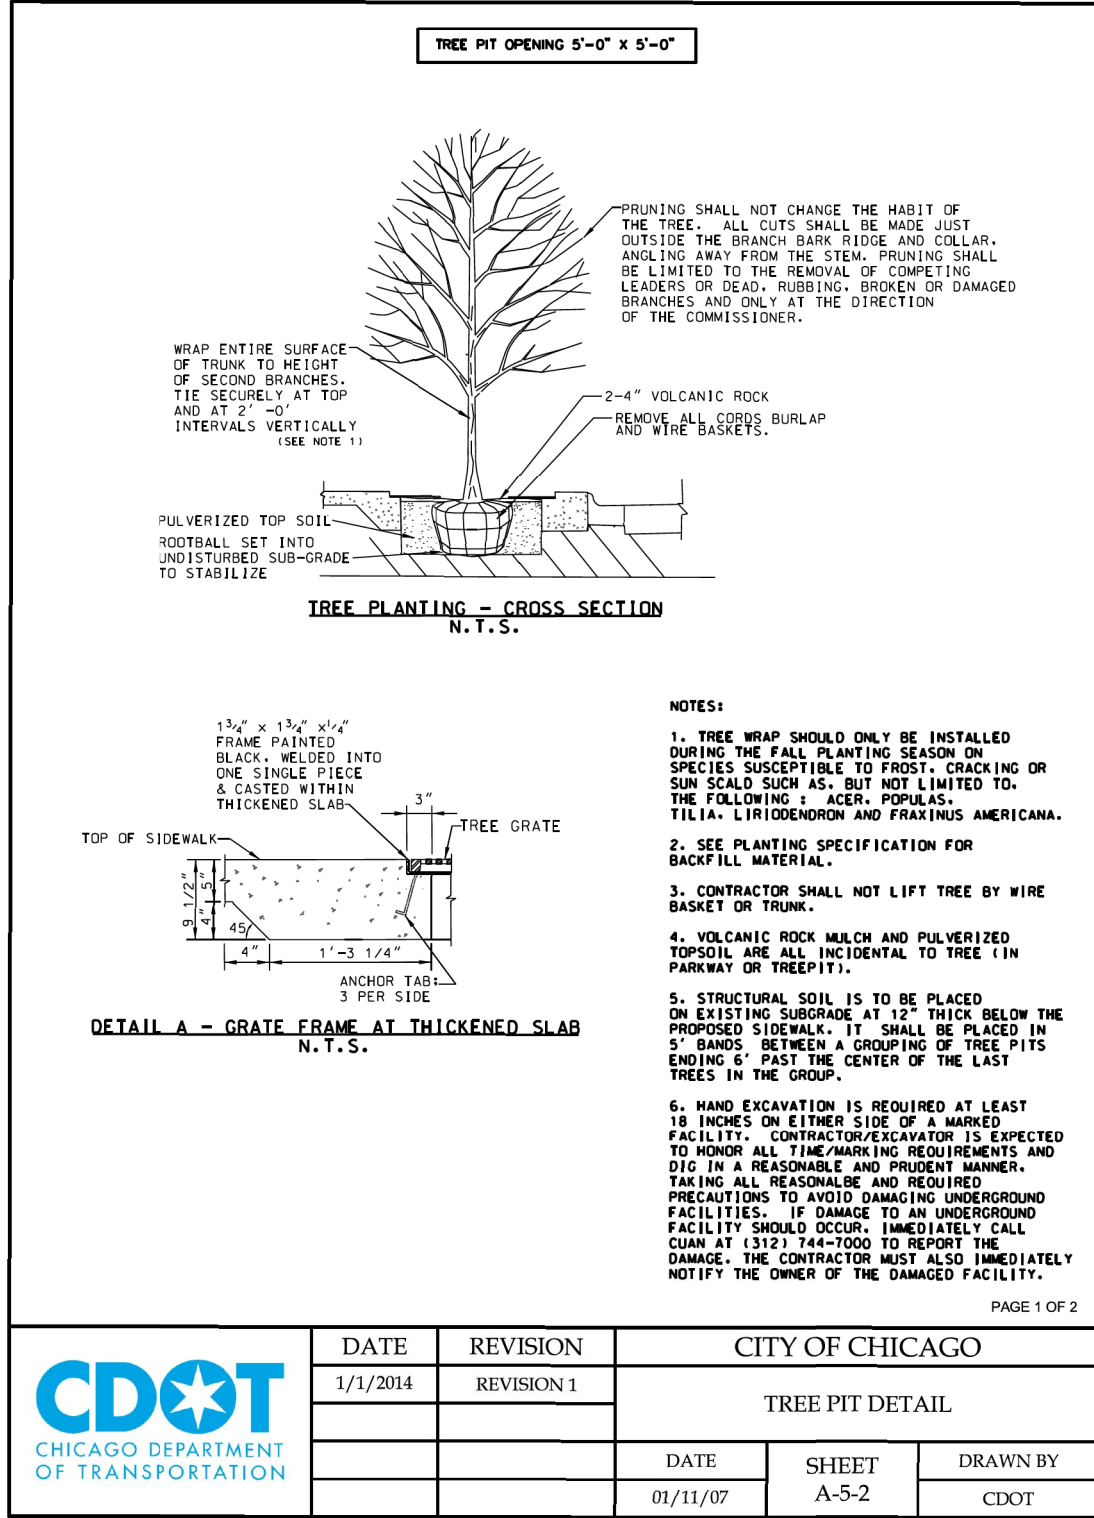 TREE PIT OPENING 5'-0" X 5'-0"
PRUNING SHALL NOT CHANGE THE HABIT OF
THE TREE. ALL CUTS SHALL BE MADE JUST
OUTSIDE THE BRANCH BARK RIDGE AND COLLAR,
ANGLING AWAY FROM THE STEM. PRUNING SHALL
BE LIMITED TO THE REMOVAL OF COMPETING
LEADERS OR DEAD, RUBBING, BROKEN OR DAMAGED
BRANCHES AND ONLY AT THE DIRECTION
OF THE COMMISSIONER.
WRAP ENTIRE SURFACE
OF TRUNK TO HEIGHT
OF SECOND BRANCHES.
TIE SECURELY AT TOP
AND AT 2' -0'
INTERVALS VERTICALLY
(SEE NOTE 1)
2-4" VOLCANIC ROCK
REMOVE ALL CORDS BURLAP
AND WIRE BASKETS.
PULVERIZED TOP SOIL
ROOTBALL SET INTO
UNDISTURBED SUB-GRADE
TO STABILIZE
TREE PLANTING - CROSS SECTION
N.T.S.
1 3/4" x 1 3/4" x 1/4"
FRAME PAINTED
BLACK, WELDED INTO
ONE SINGLE PIECE
& CASTED WITHIN
THICKENED SLAB
3"
TREE GRATE
TOP OF SIDEWALK
9 1/2"
5"
4"
45
4"
1'-3 1/4"
ANCHOR TAB:
3 PER SIDE
DETAIL A - GRATE FRAME AT THICKENED SLAB
N.T.S.
NOTES:
1. TREE WRAP SHOULD ONLY BE INSTALLED
DURING THE FALL PLANTING SEASON ON
SPECIES SUSCEPTIBLE TO FROST, CRACKING OR
SUN SCALD SUCH AS, BUT NOT LIMITED TO,
THE FOLLOWING : ACER, POPULAS,
TILIA, LIRIODENDRON AND FRAXINUS AMERICANA.
2. SEE PLANTING SPECIFICATION FOR
BACKFILL MATERIAL.
3. CONTRACTOR SHALL NOT LIFT TREE BY WIRE
BASKET OR TRUNK.
4. VOLCANIC ROCK MULCH AND PULVERIZED
TOPSOIL ARE ALL INCIDENTAL TO TREE (IN
PARKWAY OR TREEPIT).
5. STRUCTURAL SOIL IS TO BE PLACED
ON EXISTING SUBGRADE AT 12" THICK BELOW THE
PROPOSED SIDEWALK. IT SHALL BE PLACED IN
5' BANDS BETWEEN A GROUPING OF TREE PITS
ENDING 6' PAST THE CENTER OF THE LAST
TREES IN THE GROUP.
6. HAND EXCAVATION IS REQUIRED AT LEAST
18 INCHES ON EITHER SIDE OF A MARKED
FACILITY. CONTRACTOR/EXCAVATOR IS EXPECTED
TO HONOR ALL TIME/MARKING REQUIREMENTS AND
DIG IN A REASONABLE AND PRUDENT MANNER,
TAKING ALL REASONALBE AND REQUIRED
PRECAUTIONS TO AVOID DAMAGING UNDERGROUND
FACILITIES. IF DAMAGE TO AN UNDERGROUND
FACILITY SHOULD OCCUR, IMMEDIATELY CALL
CUAN AT (312) 744-7000 TO REPORT THE
DAMAGE. THE CONTRACTOR MUST ALSO IMMEDIATELY
NOTIFY THE OWNER OF THE DAMAGED FACILITY.
PAGE 1 OF 2
CDOT
CHICAGO DEPARTMENT
OF TRANSPORTATION
DATE
REVISION
1/1/2014
REVISION 1
CITY OF CHICAGO
TREE PIT DETAIL
DATE
01/11/07
SHEET
A-5-2
DRAWN BY
CDOT